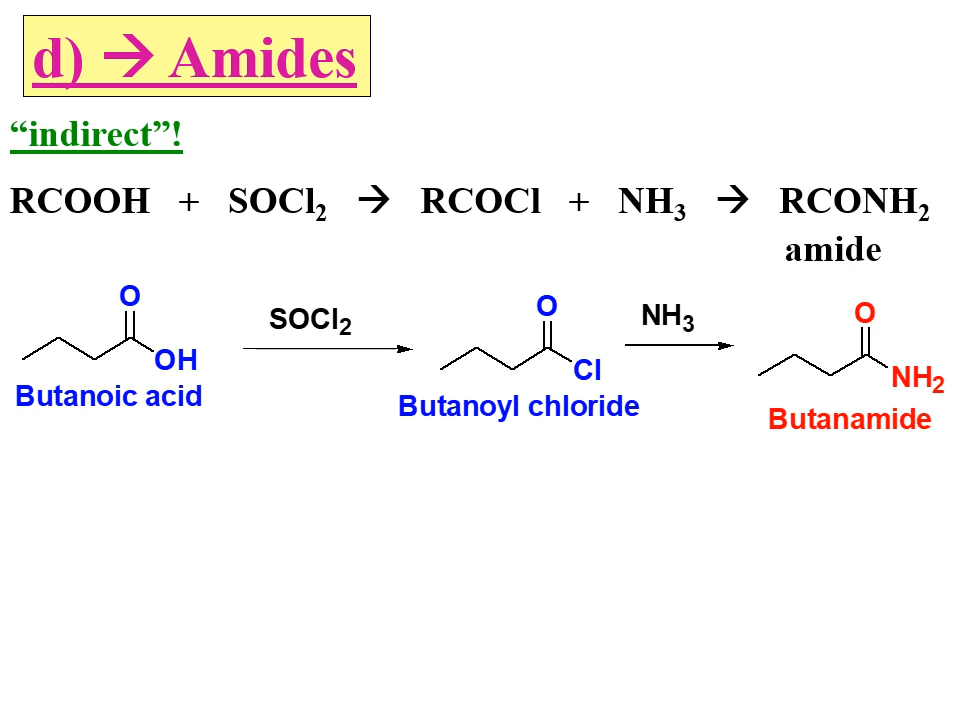 d) → Amides
“indirect”!
RCOOH + SOCl₂ → RCOCl + NH₃ → RCONH₂
amide
O
OH
Butanoic acid
SOCl₂
O
Cl
Butanoyl chloride
NH₃
O
NH₂
Butanamide